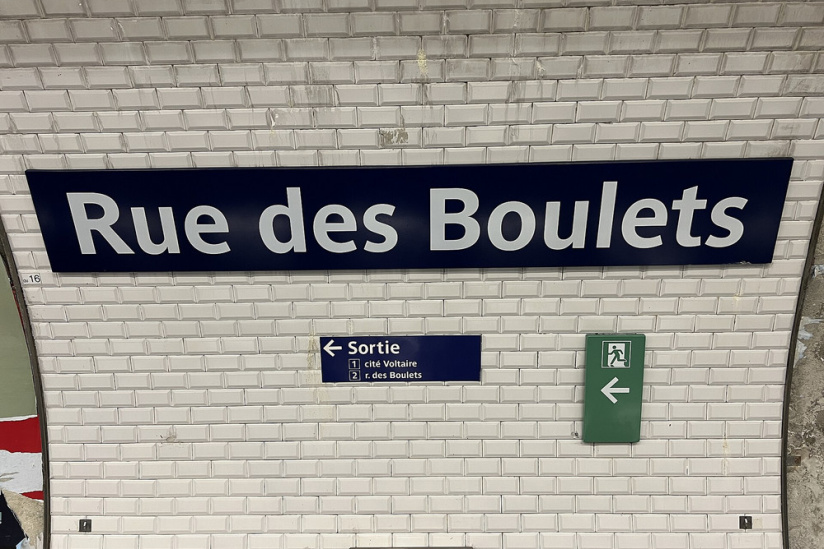 Rue des Boulets
16
← Sortie
1 cité Voltaire
2 r. des Boulets
←